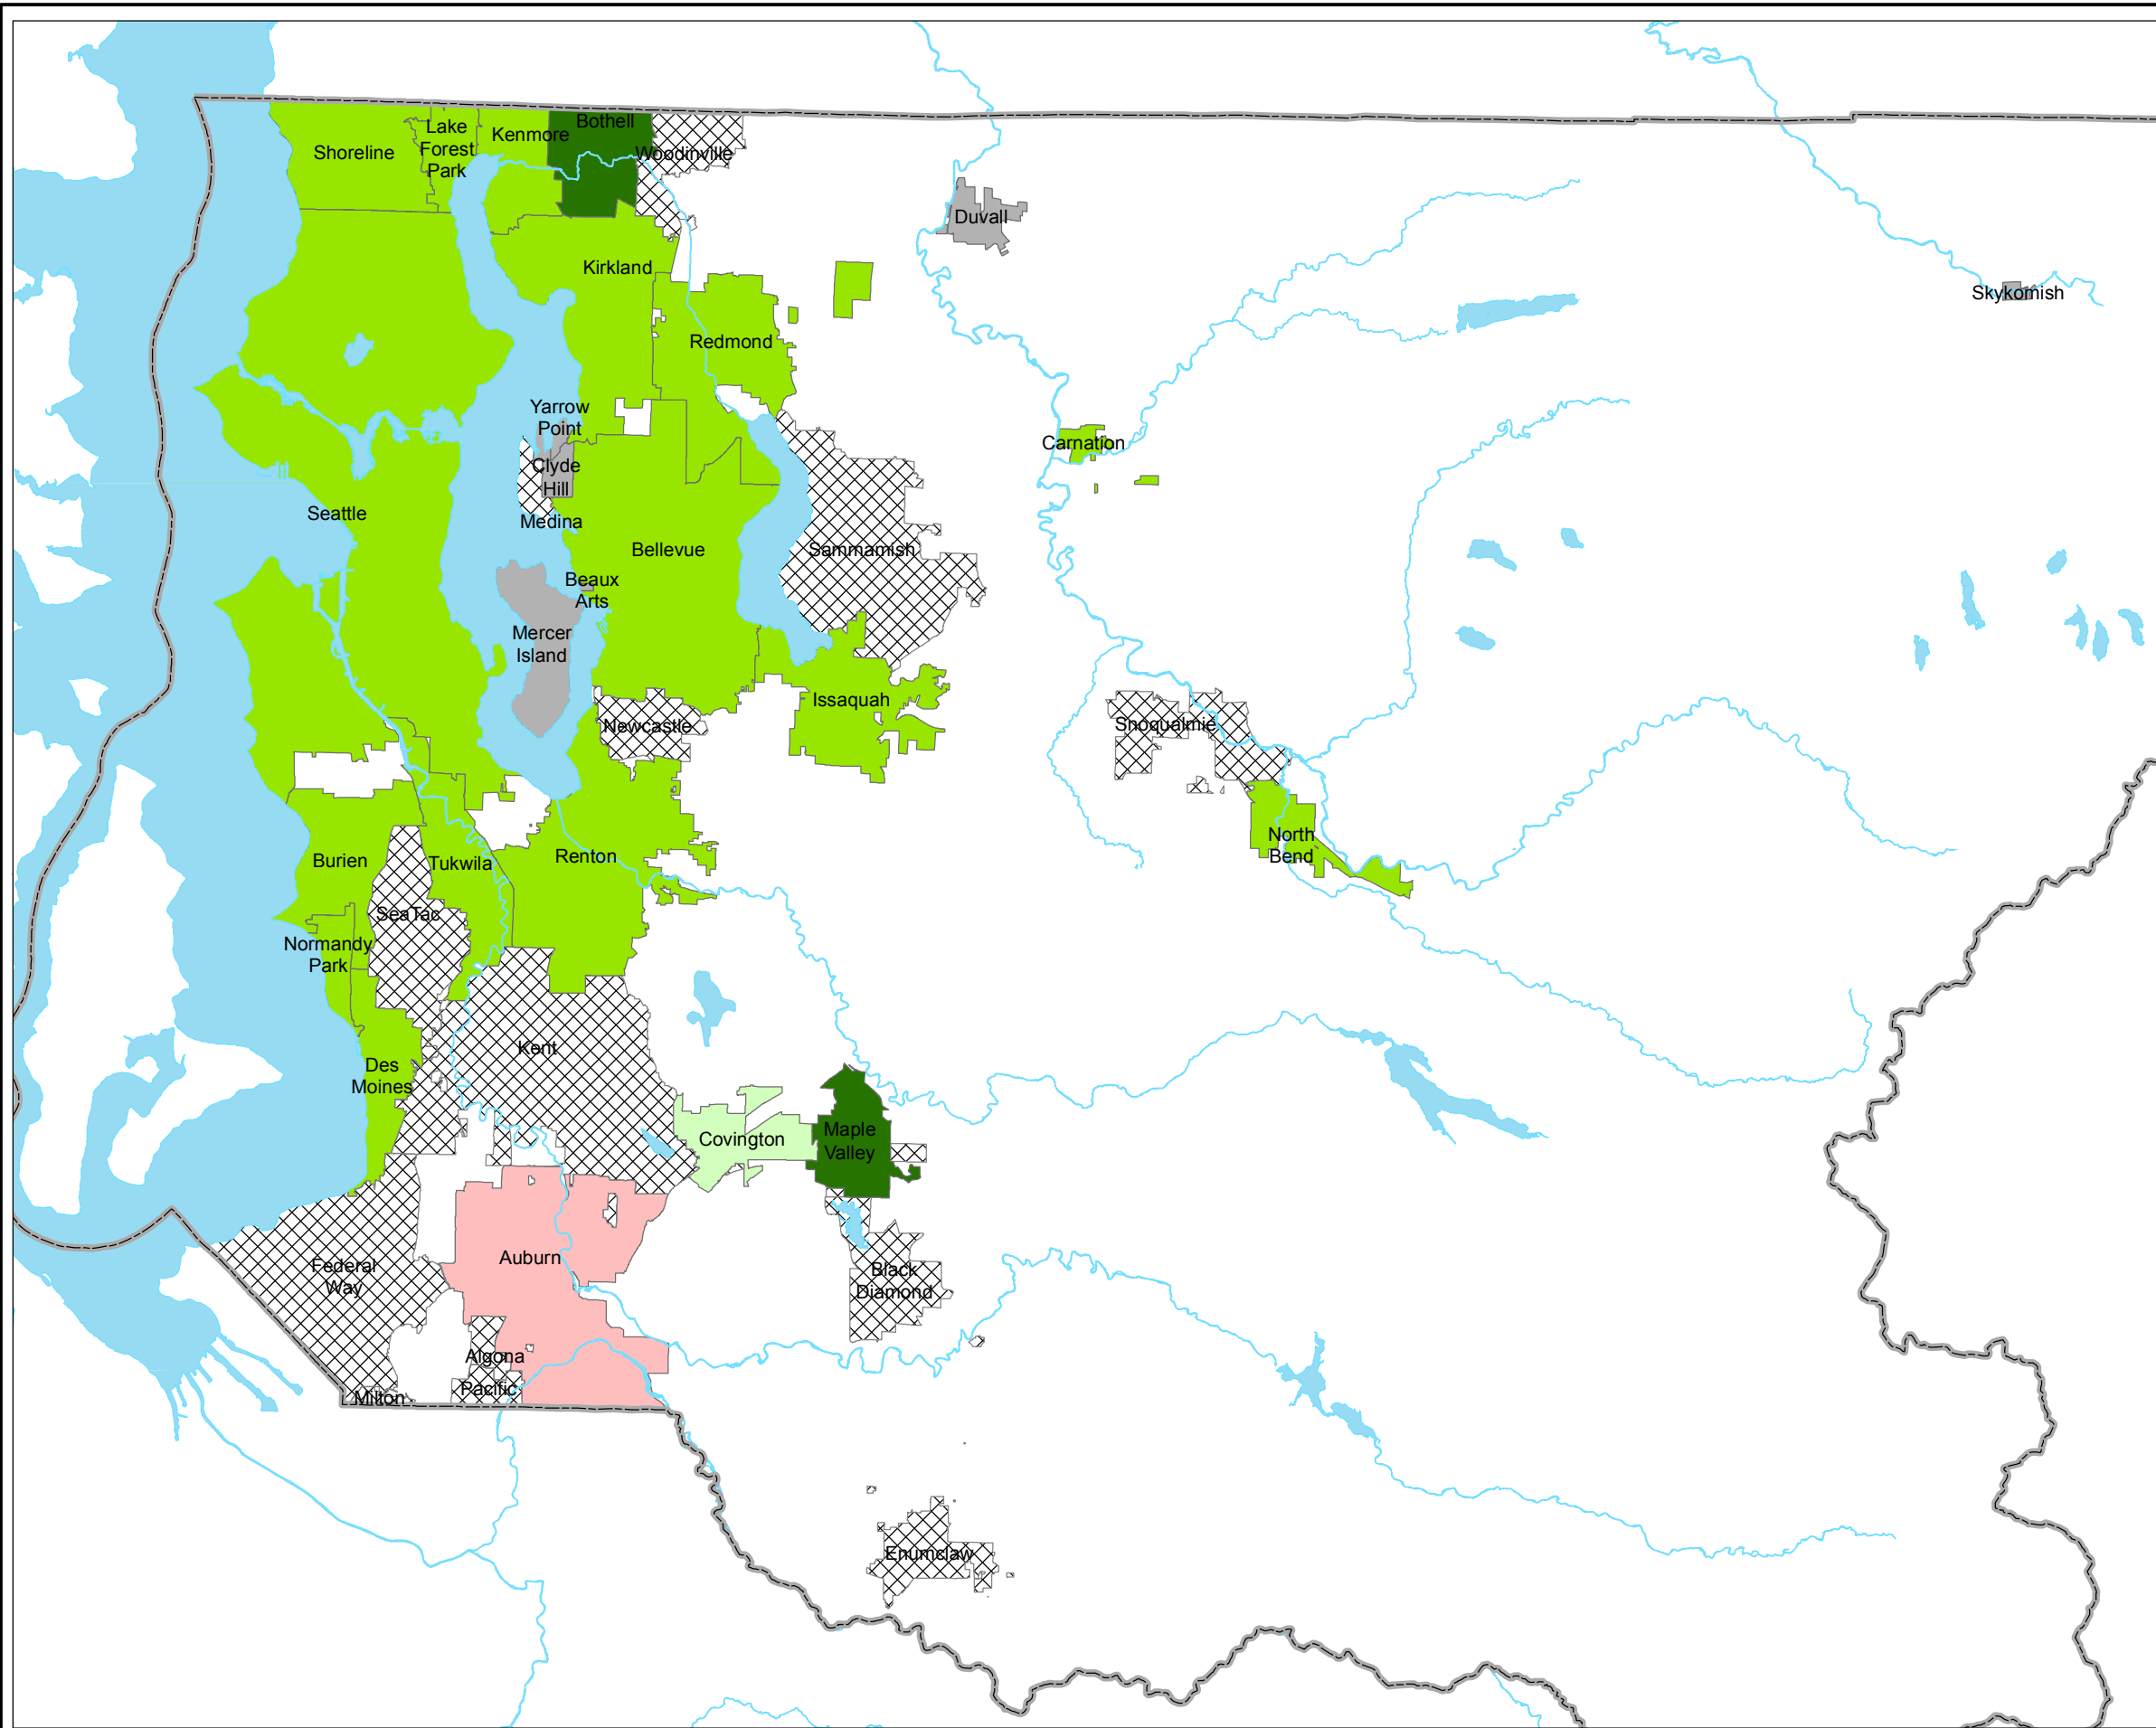 Bothell
Lake
Forest
Park
Kenmore
Shoreline
Woodinville
Duvall
Kirkland
Skykomish
Redmond
Yarrow
Point
Carnation
Clyde
Hill
Seattle
Medina
Bellevue
Sammamish
Beaux
Arts
Mercer
Island
Issaquah
Newcastle
Snoqualmie
North
Bend
Burien
Tukwila
Renton
SeaTac
Normandy
Park
Kent
Des
Moines
Covington
Maple
Valley
Auburn
Federal
Way
Black
Diamond
Algona
Pacific
Milton
Enumclaw